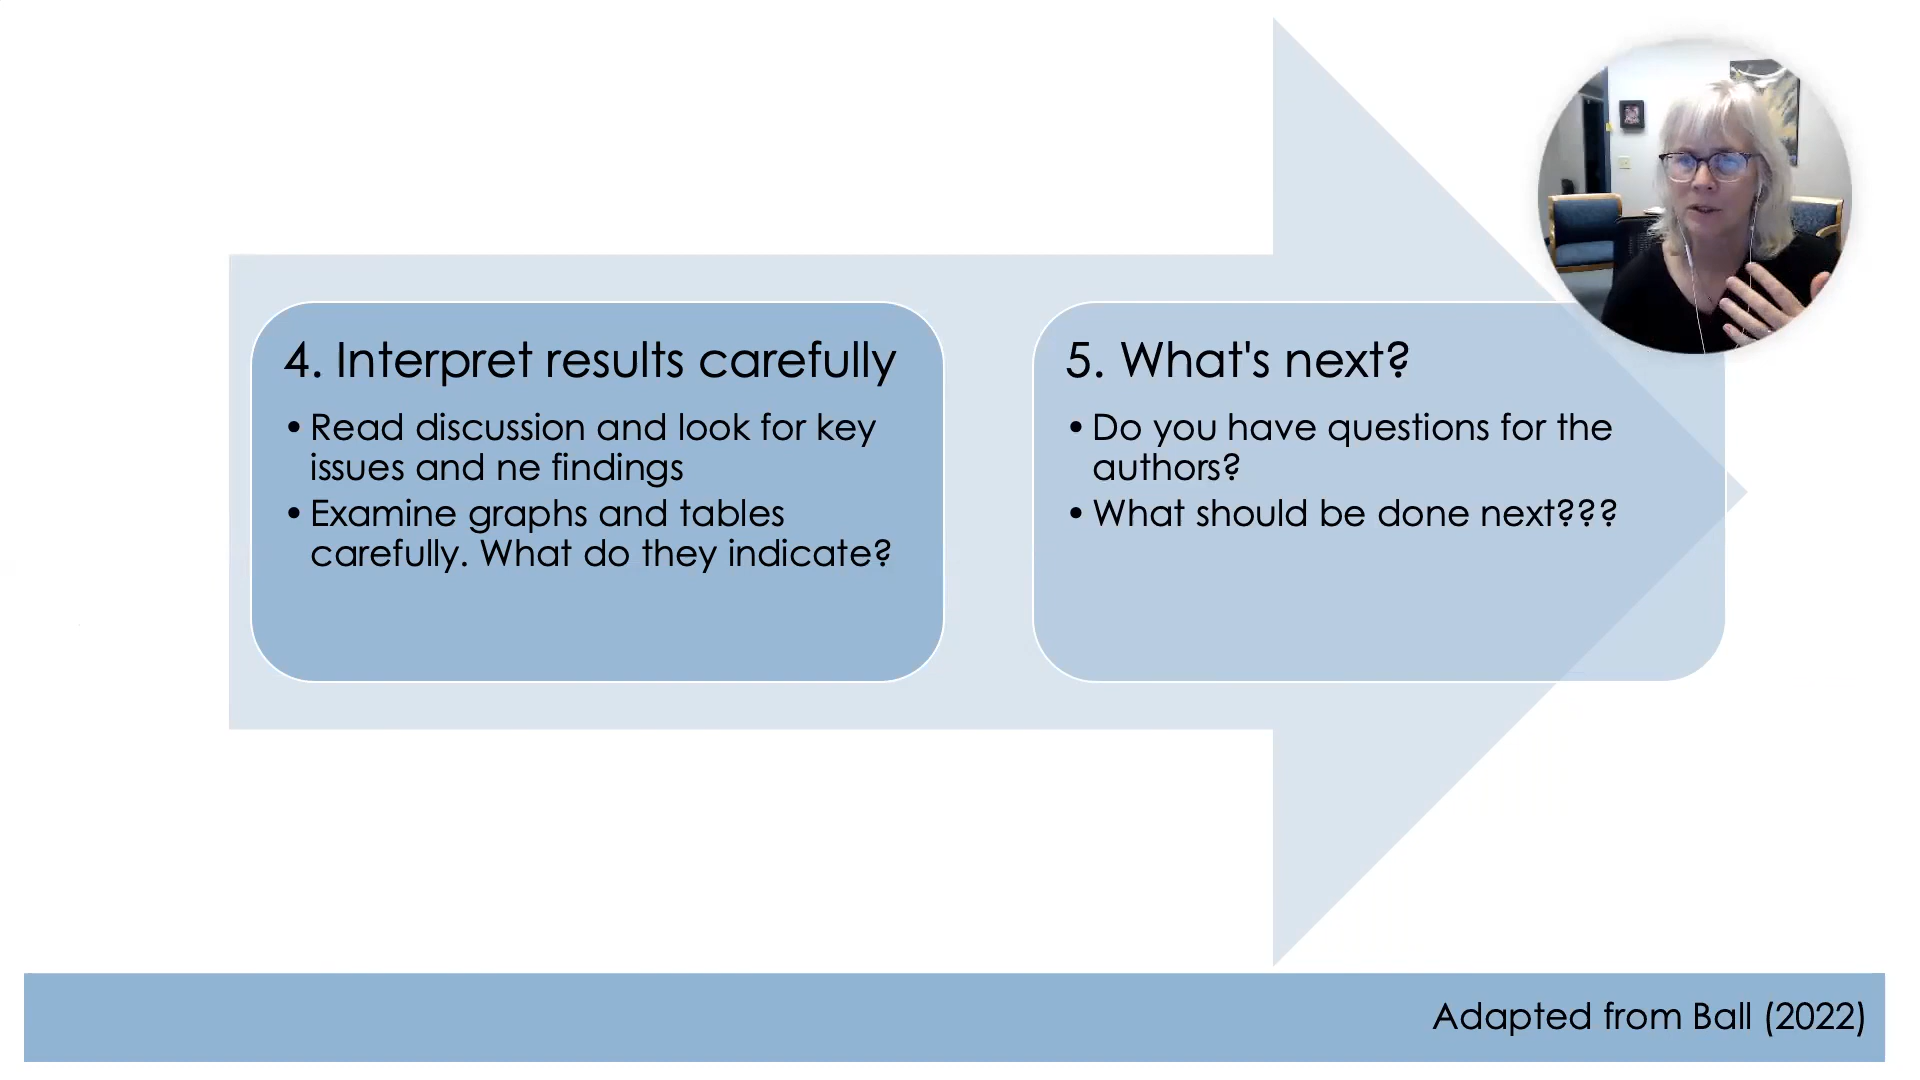 4. Interpret results carefully
• Read discussion and look for key
issues and ne findings
• Examine graphs and tables
carefully. What do they indicate?
5. What's next?
• Do you have questions for the
authors?
• What should be done next???
Adapted from Ball (2022)